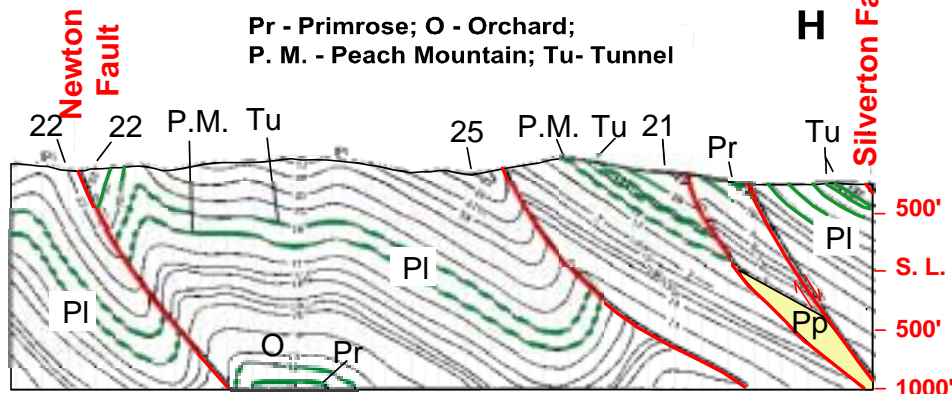 Pr - Primrose; O - Orchard;
P. M. - Peach Mountain; Tu- Tunnel
H
Newton
Fault
Silverton Fa
22
22
P.M.
Tu
25
P.M.
Tu
21
Pr
Tu
500'
Pl
Pl
S. L.
Pl
500'
Pp
O
Pr
1000'